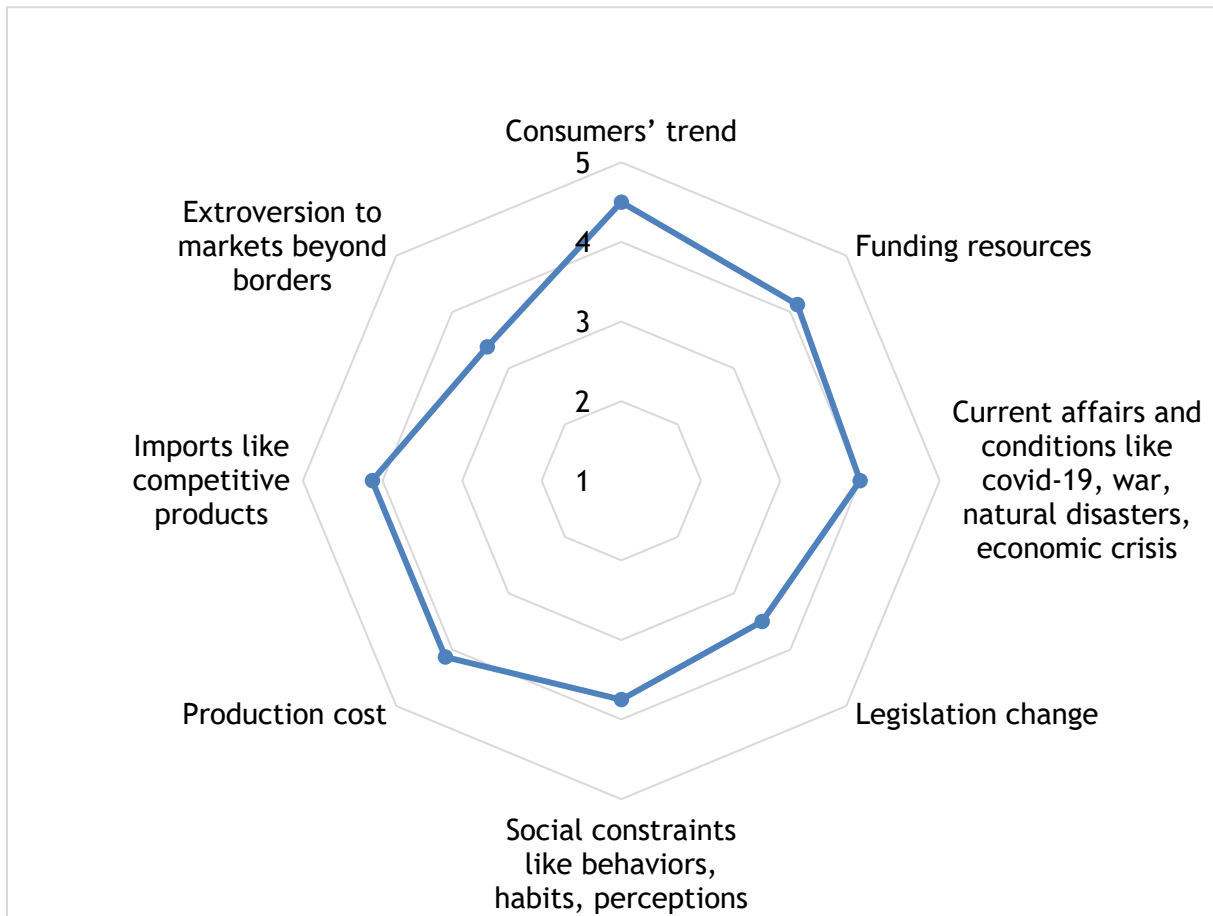 Consumers’ trend
5
Extroversion to
markets beyond
borders
Funding resources
4
3
2
Current affairs and
conditions like
covid-19, war,
natural disasters,
economic crisis
Imports like
competitive
products
1
Production cost
Legislation change
Social constraints
like behaviors,
habits, perceptions